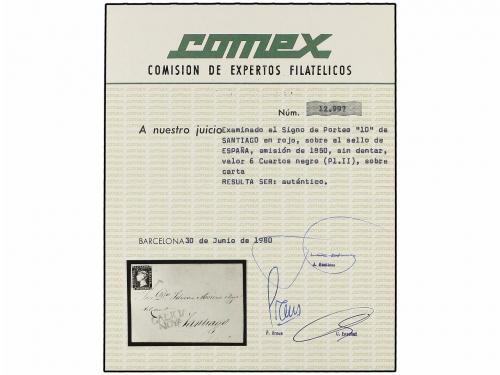 comex
COMISION DE EXPERTOS FILATELICOS
Núm. 12.997
A nuestro juicio Examinado el Signo de Porteo "10" de
SANTIAGO en rojo, sobre el sello de
ESPAÑA, emisión de 1850, sin dentar,
valor 6 Cuartos negro (Pl.II), sobre
carta
RESULTA SER: auténtico.
BARCELONA 30 de Junio de 1980
Santiago